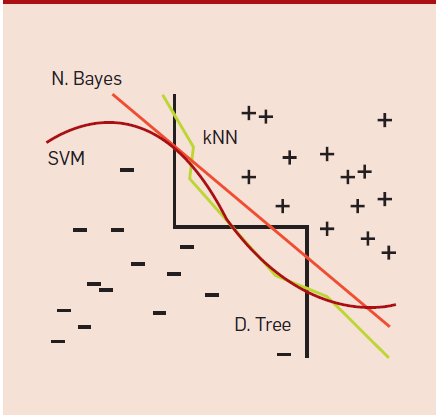 N. Bayes
kNN
SVM
D. Tree